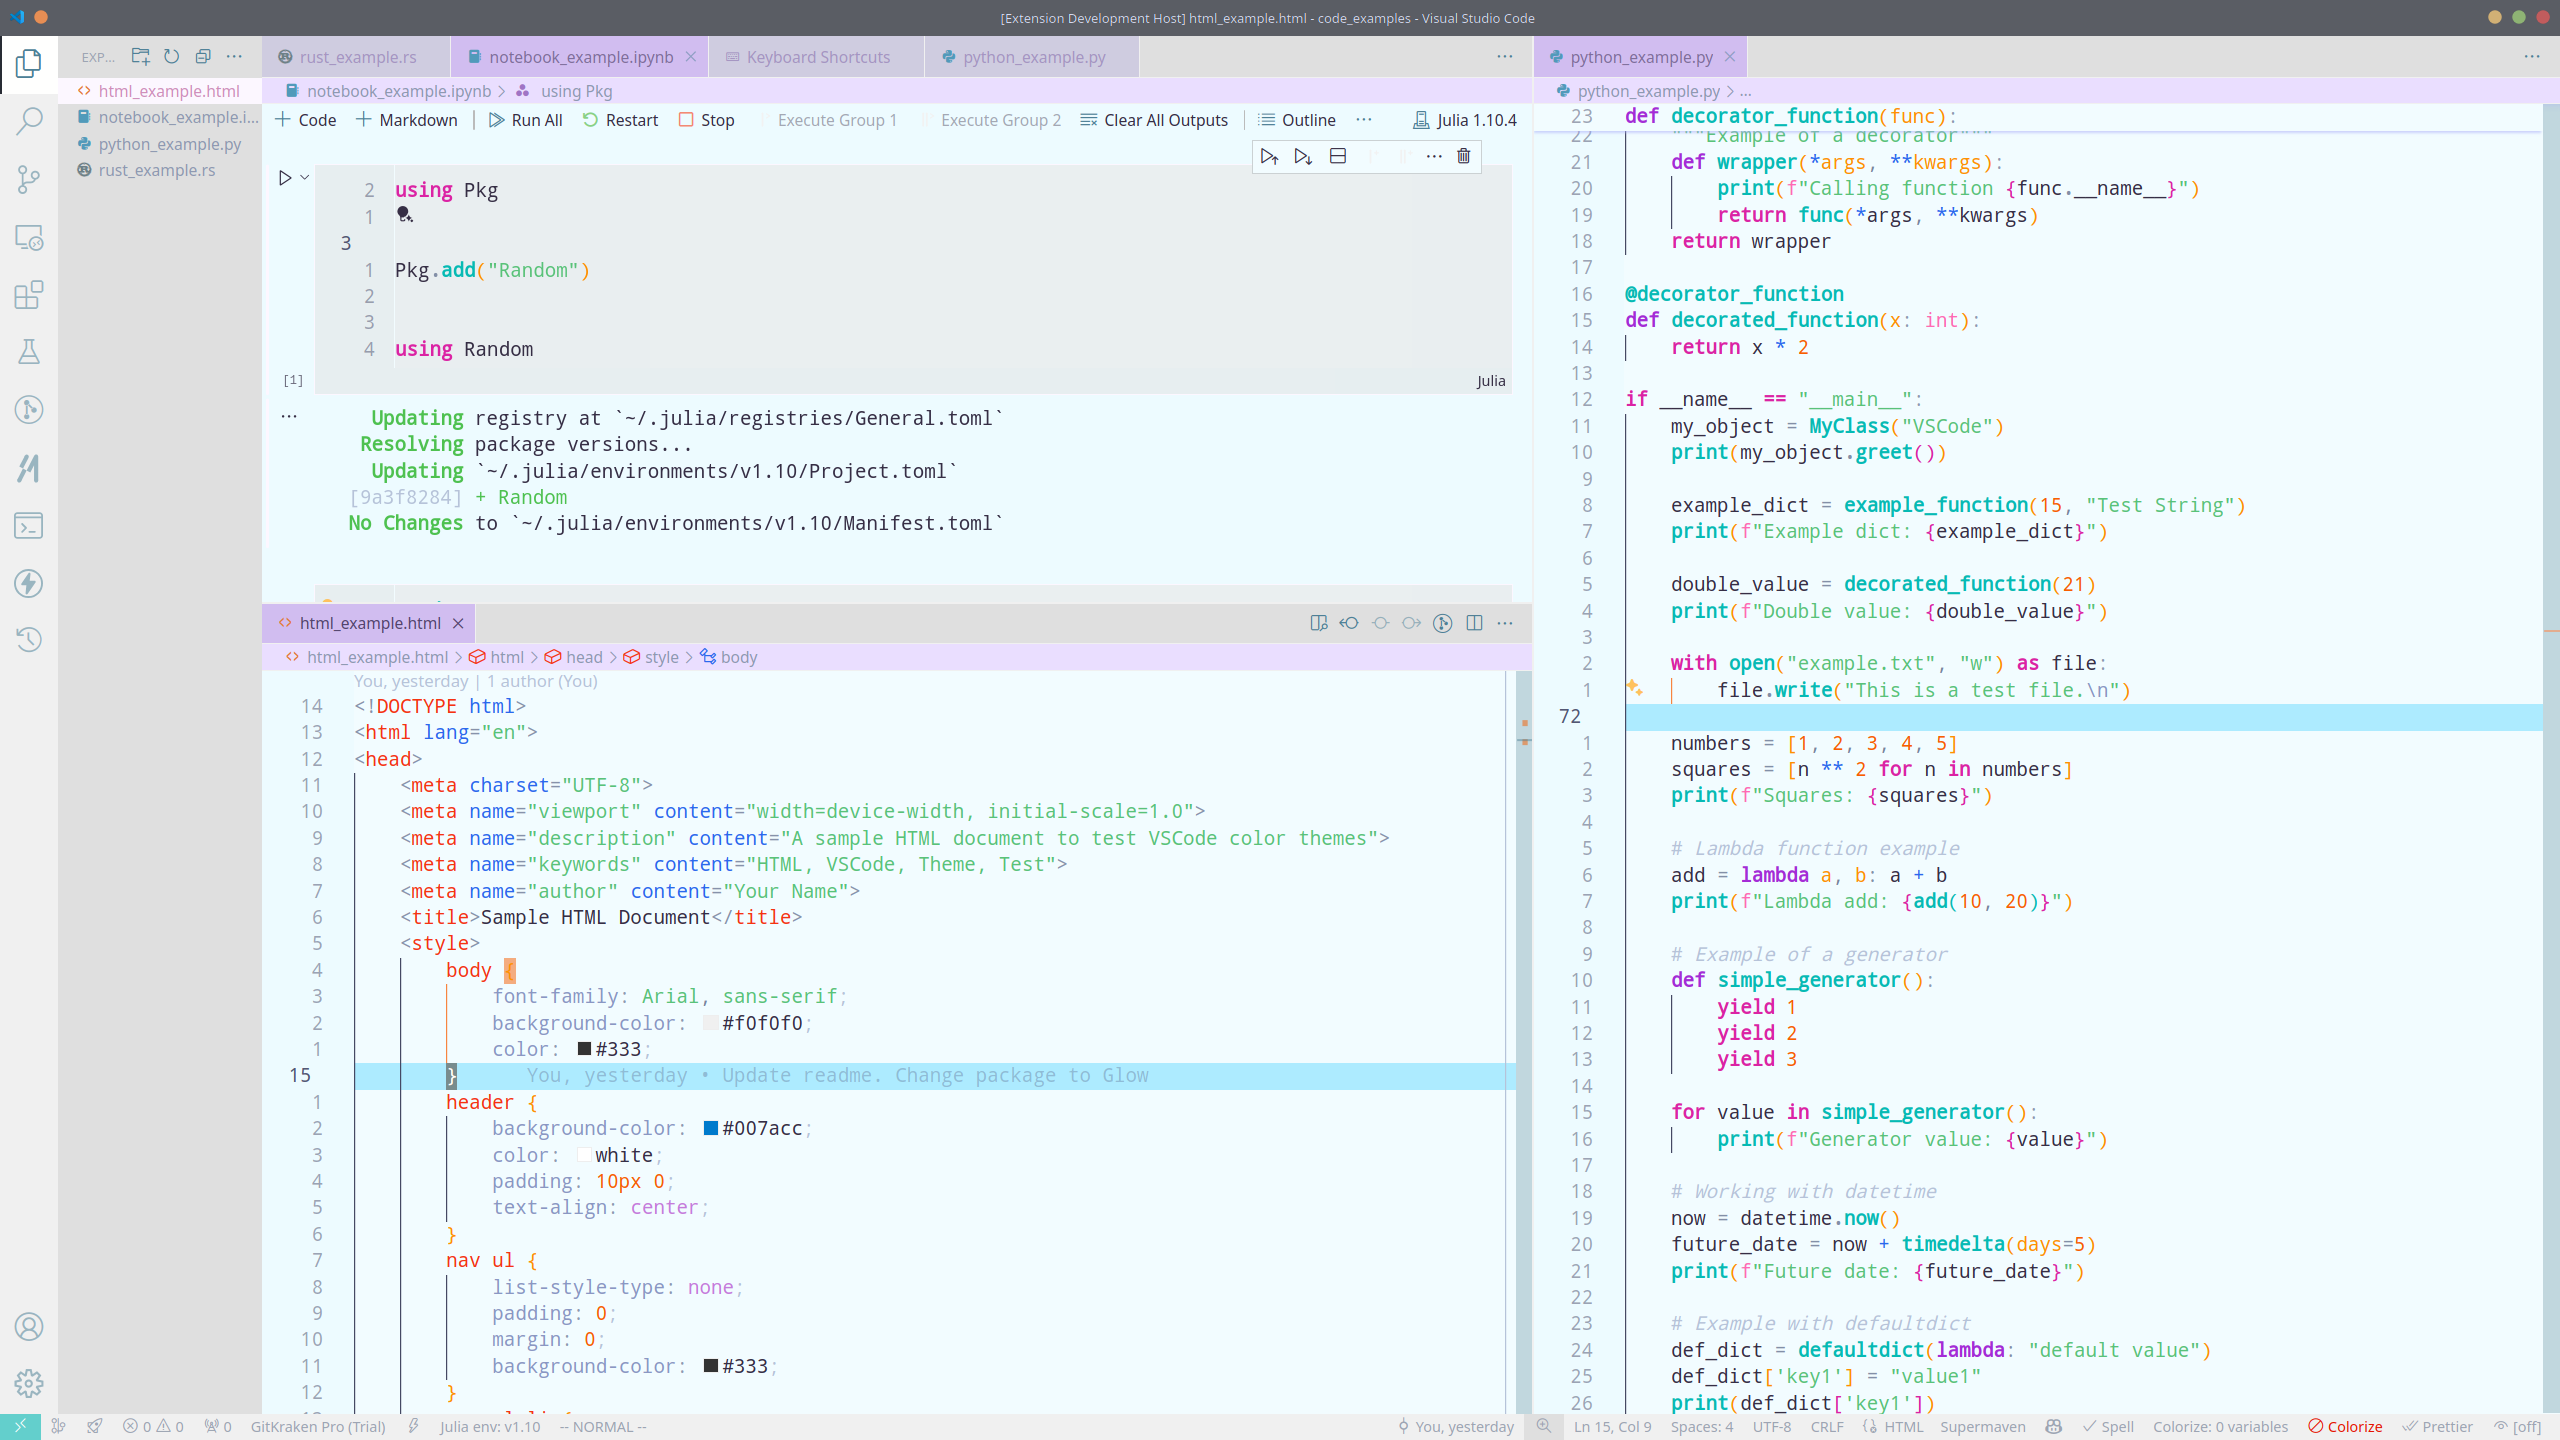 [Extension Development Host] html_example.html - code_examples - Visual Studio Code
EXP...
html_example.html
notebook_example.i...
python_example.py
rust_example.rs
rust_example.rs
notebook_example.ipynb
Keyboard Shortcuts
python_example.py
notebook_example.ipynb > using Pkg
+ Code + Markdown | Run All Restart Stop Execute Group 1 Execute Group 2 Clear All Outputs | Outline ... Julia 1.10.4
2 using Pkg
1
3
1 Pkg.add("Random")
2
3
4 using Random
[1]
Julia
Updating registry at `~/.julia/registries/General.toml`
Resolving package versions...
Updating `~/.julia/environments/v1.10/Project.toml`
[9a3f8284] + Random
No Changes to `~/.julia/environments/v1.10/Manifest.toml`
html_example.html
html_example.html > html > head > style > body
You, yesterday | 1 author (You)
14 <!DOCTYPE html>
13 <html lang="en">
12 <head>
11 <meta charset="UTF-8">
10 <meta name="viewport" content="width=device-width, initial-scale=1.0">
9 <meta name="description" content="A sample HTML document to test VSCode color themes">
8 <meta name="keywords" content="HTML, VSCode, Theme, Test">
7 <meta name="author" content="Your Name">
6 <title>Sample HTML Document</title>
5 <style>
4 body {
3 font-family: Arial, sans-serif;
2 background-color: #f0f0f0;
1 color: #333;
15 } You, yesterday • Update readme. Change package to Glow
1 header {
2 background-color: #007acc;
3 color: white;
4 padding: 10px 0;
5 text-align: center;
6 }
7 nav ul {
8 list-style-type: none;
9 padding: 0;
10 margin: 0;
11 background-color: #333;
12 }
python_example.py
python_example.py > ...
23 def decorator_function(func):
22 """Example of a decorator"""
21 def wrapper(*args, **kwargs):
20 print(f"Calling function {func.__name__}")
19 return func(*args, **kwargs)
18 return wrapper
17
16 @decorator_function
15 def decorated_function(x: int):
14 return x * 2
13
12 if __name__ == "__main__":
11 my_object = MyClass("VSCode")
10 print(my_object.greet())
9
8 example_dict = example_function(15, "Test String")
7 print(f"Example dict: {example_dict}")
6
5 double_value = decorated_function(21)
4 print(f"Double value: {double_value}")
3
2 with open("example.txt", "w") as file:
1 file.write("This is a test file.\n")
72
1 numbers = [1, 2, 3, 4, 5]
2 squares = [n ** 2 for n in numbers]
3 print(f"Squares: {squares}")
4
5 # Lambda function example
6 add = lambda a, b: a + b
7 print(f"Lambda add: {add(10, 20)}")
8
9 # Example of a generator
10 def simple_generator():
11 yield 1
12 yield 2
13 yield 3
14
15 for value in simple_generator():
16 print(f"Generator value: {value}")
17
18 # Working with datetime
19 now = datetime.now()
20 future_date = now + timedelta(days=5)
21 print(f"Future date: {future_date}")
22
23 # Example with defaultdict
24 def_dict = defaultdict(lambda: "default value")
25 def_dict['key1'] = "value1"
26 print(def_dict['key1'])
0 0 0 GitKraken Pro (Trial) Julia env: v1.10 -- NORMAL -- You, yesterday Ln 15, Col 9 Spaces: 4 UTF-8 CRLF HTML Supermaven Spell Colorize: 0 variables Colorize Prettier [off]